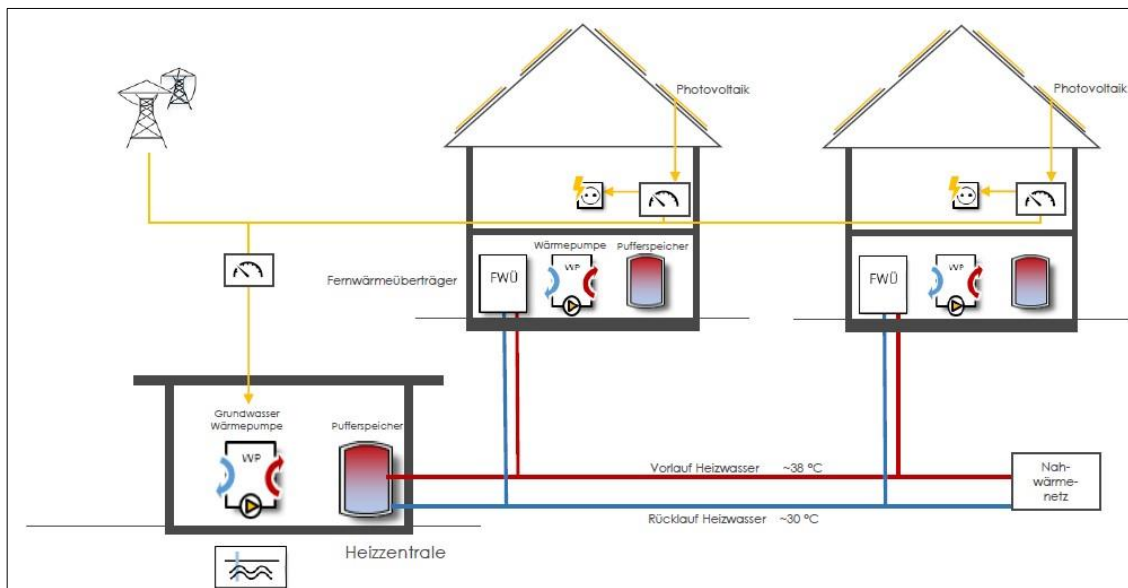 Photovoltaik
Photovoltaik
Wärmepumpe
Pufferspeicher
Fernwärmeüberträger
FWÜ
WP
FWÜ
WP
Grundwasser
Wärmepumpe
Pufferspeicher
WP
Vorlauf Heizwasser ~38 °C
Nah-
wärme-
netz
Rücklauf Heizwasser ~30 °C
Heizzentrale